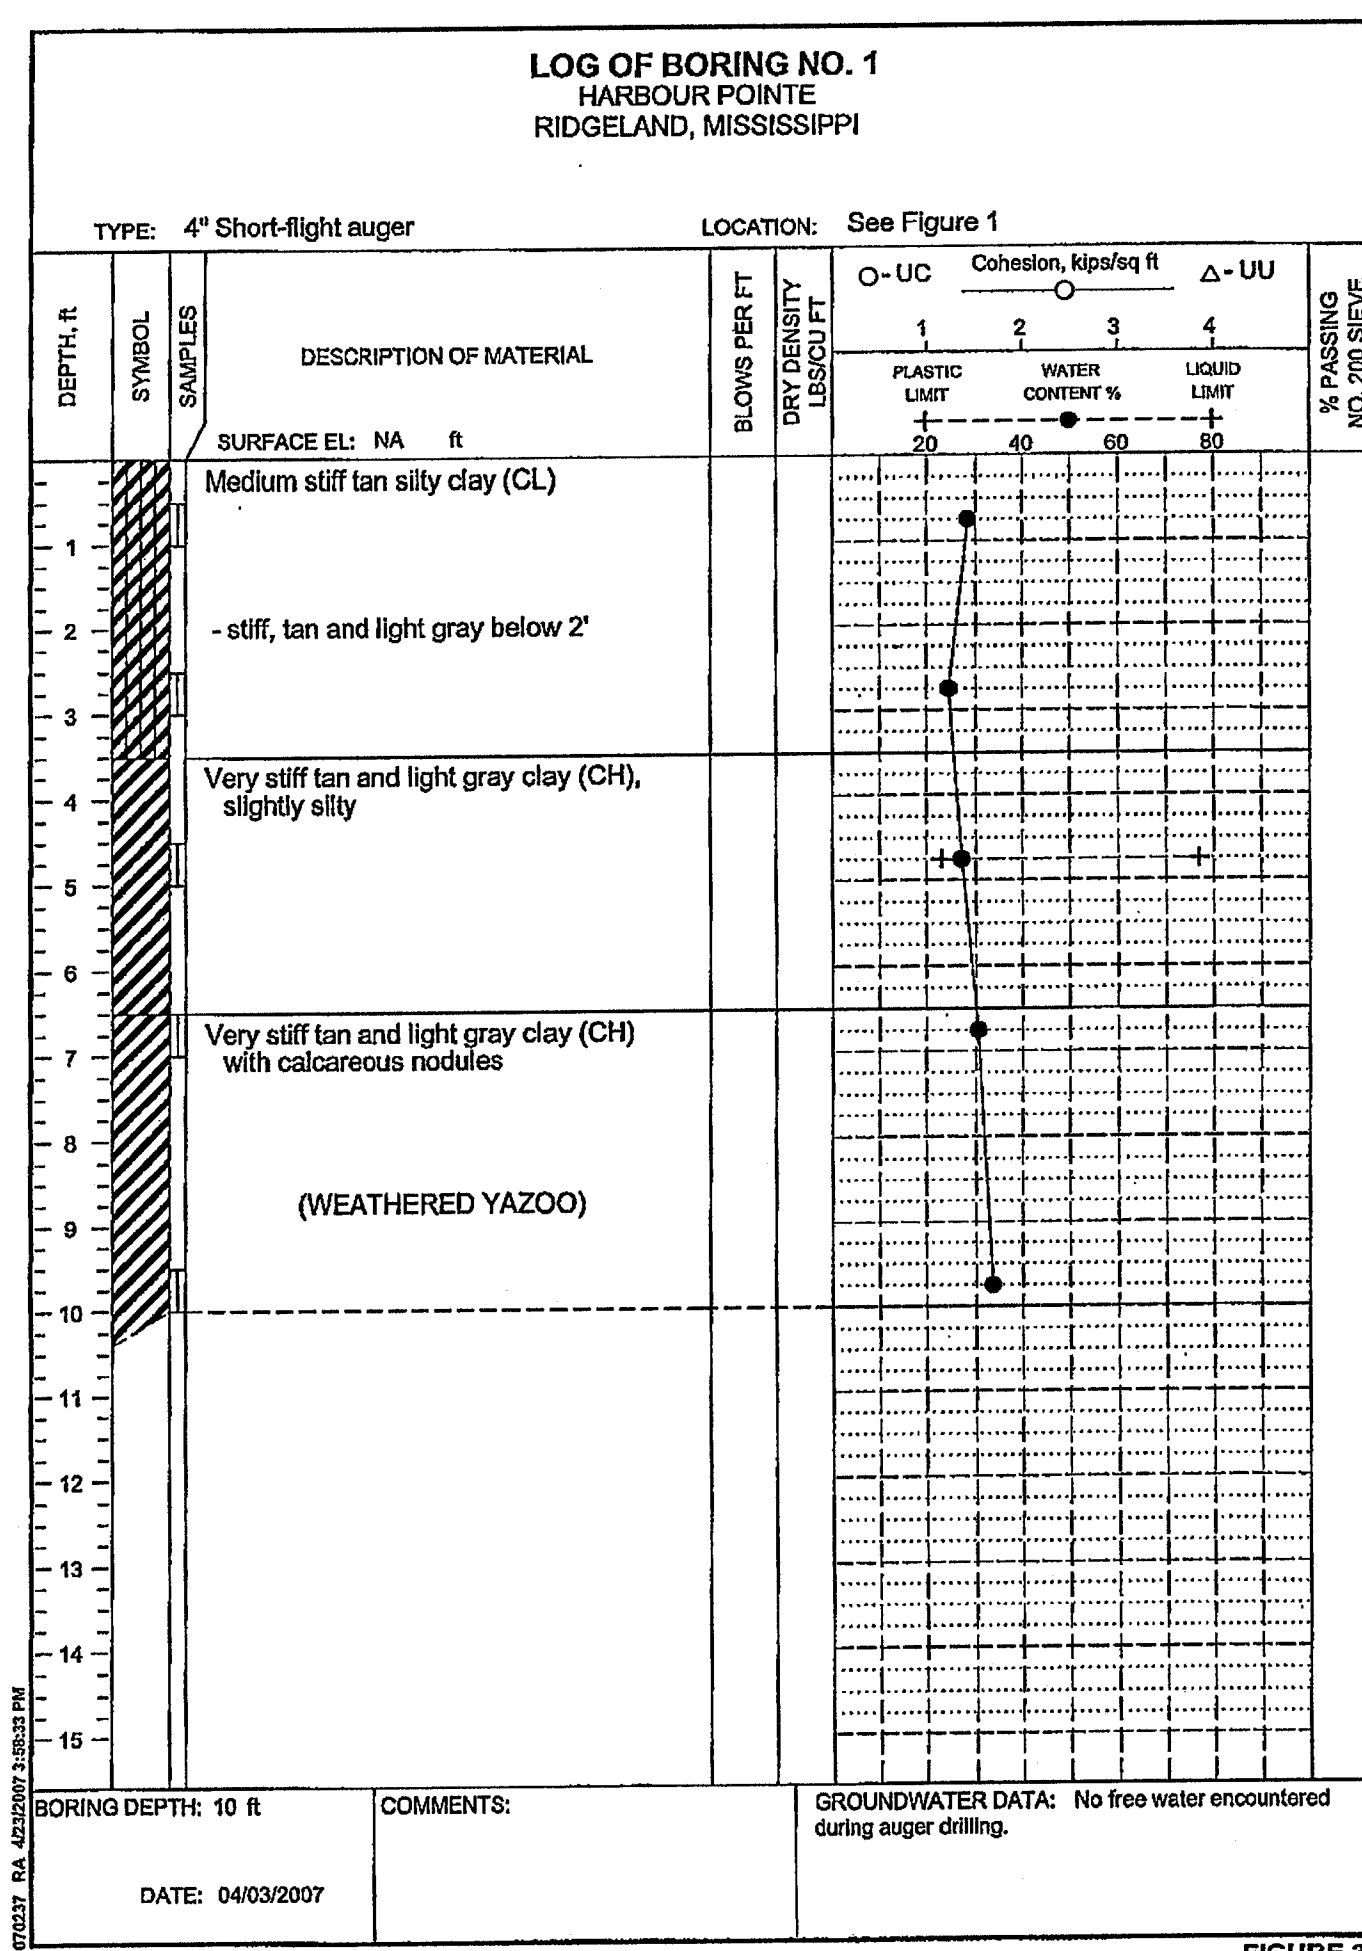 LOG OF BORING NO. 1
HARBOUR POINTE
RIDGELAND, MISSISSIPPI
TYPE: 4" Short-flight auger
LOCATION: See Figure 1
DEPTH, ft
SYMBOL
SAMPLES
DESCRIPTION OF MATERIAL
SURFACE EL: NA ft
BLOWS PER FT
DRY DENSITY
LBS/CU FT
O - UC Cohesion, kips/sq ft Δ - UU
1 2 3 4
PLASTIC WATER LIQUID
LIMIT CONTENT % LIMIT
20 40 60 80
% PASSING
NO. 200 SIEVE
Medium stiff tan silty clay (CL)
1
- stiff, tan and light gray below 2'
2
3
Very stiff tan and light gray clay (CH),
slightly silty
4
5
6
Very stiff tan and light gray clay (CH)
with calcareous nodules
7
8
(WEATHERED YAZOO)
9
10
11
12
13
14
15
BORING DEPTH: 10 ft
DATE: 04/03/2007
COMMENTS:
GROUNDWATER DATA: No free water encountered
during auger drilling.
070237 RA 4/23/2007 3:58:33 PM
FIGURE 2